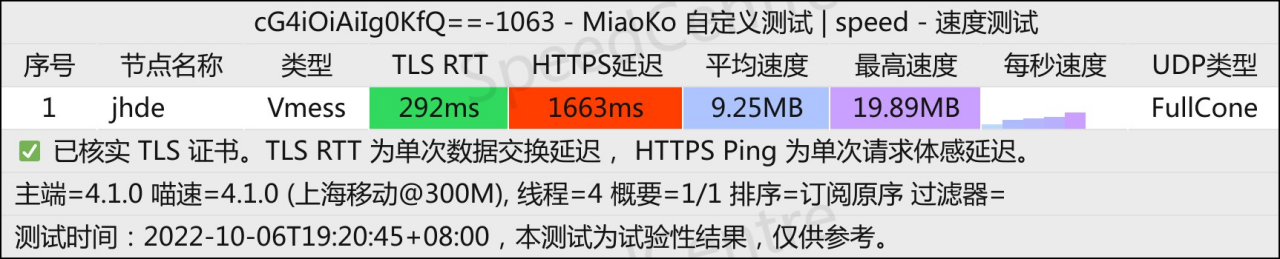 cG4iOiAiIg0KfQ==-1063 - MiaoKo 自定义测试 | speed - 速度测试
序号 节点名称 类型 TLS RTT HTTPS延迟 平均速度 最高速度 每秒速度 UDP类型
1 jhde Vmess 292ms 1663ms 9.25MB 19.89MB FullCone
✅ 已核实 TLS 证书。TLS RTT 为单次数据交换延迟， HTTPS Ping 为单次请求体感延迟。
主端=4.1.0 喵速=4.1.0 (上海移动@300M), 线程=4 概要=1/1 排序=订阅原序 过滤器=
测试时间：2022-10-06T19:20:45+08:00，本测试为试验性结果，仅供参考。